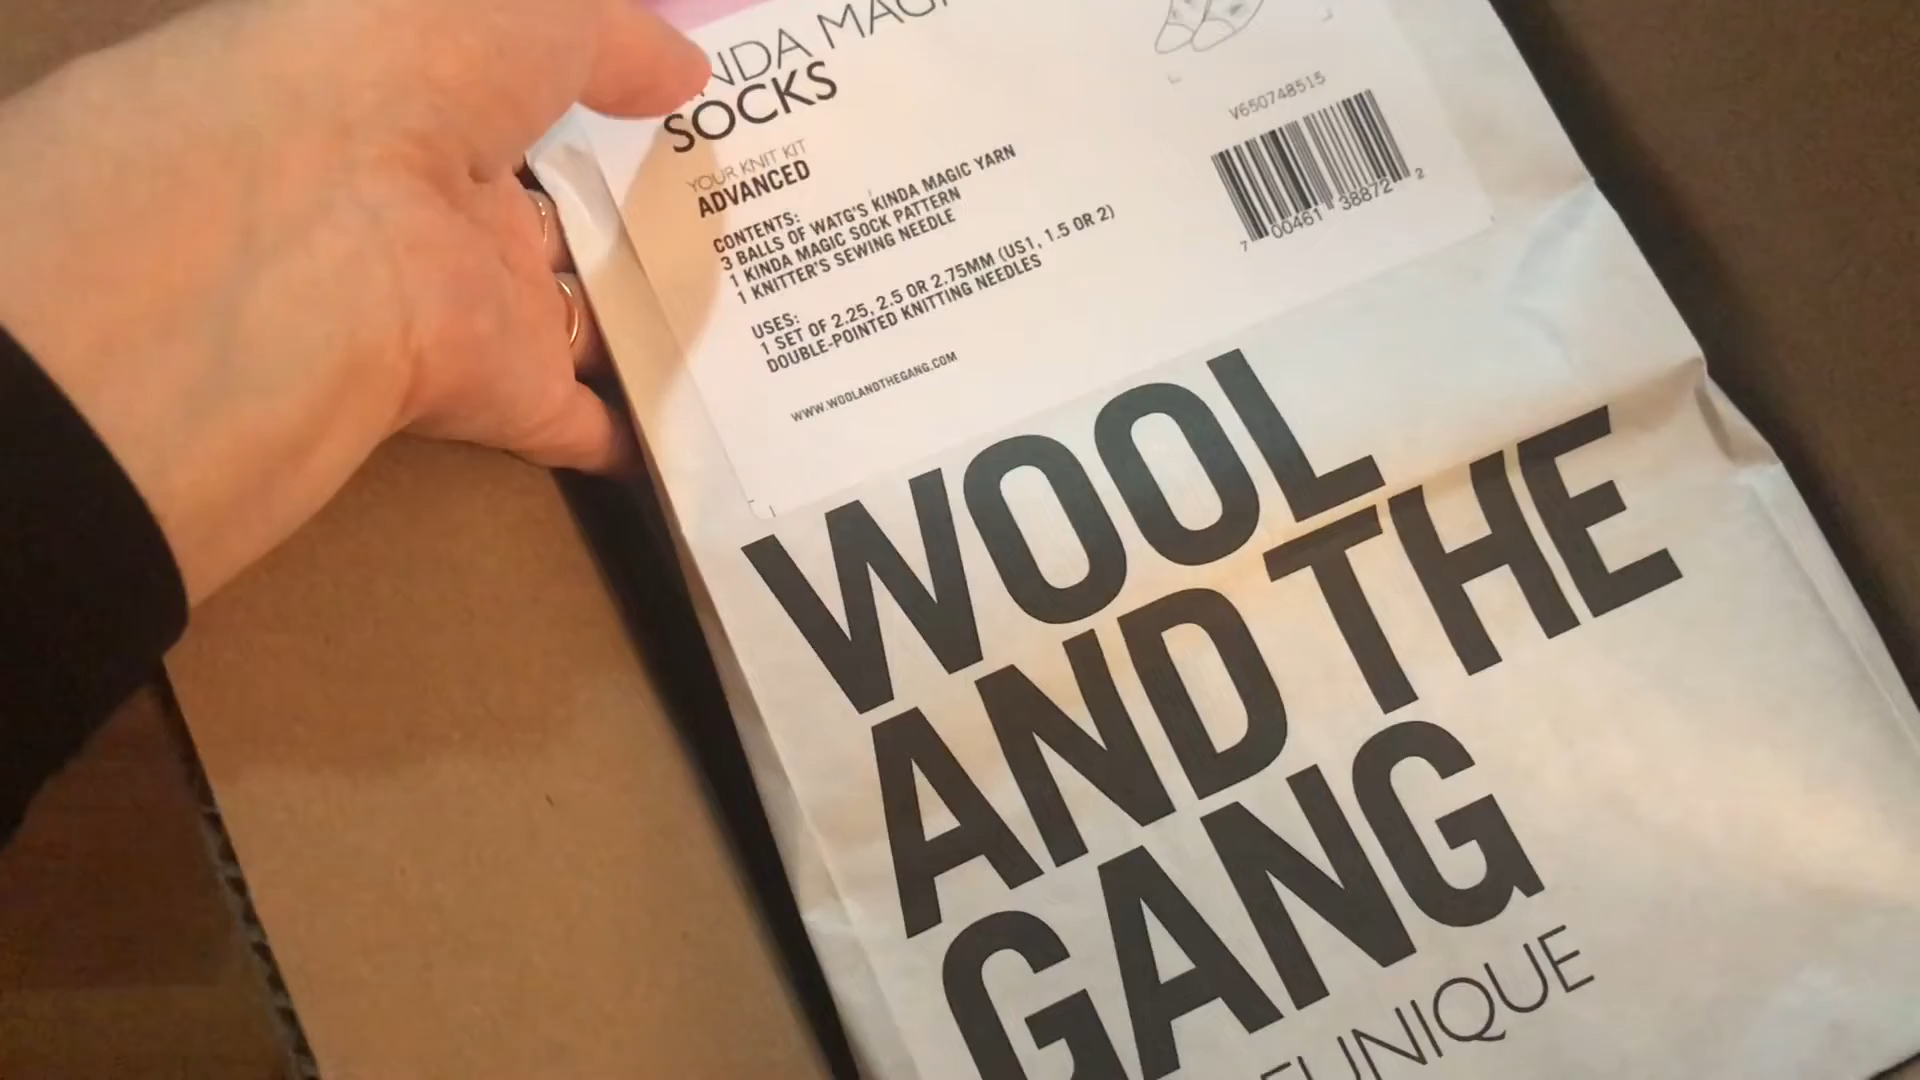 SOCKS
YOUR KNIT KIT
ADVANCED
CONTENTS:
3 BALLS OF WATG'S KINDA MAGIC YARN
1 KINDA MAGIC SOCK PATTERN
1 KNITTER'S SEWING NEEDLE
USES:
1 SET OF 2.25, 2.5 OR 2.75MM (US1, 1.5 OR 2)
DOUBLE-POINTED KNITTING NEEDLES
WWW.WOOLANDTHEGANG.COM
V650748515
7 00461 38872 2
WOOL
AND THE
GANG